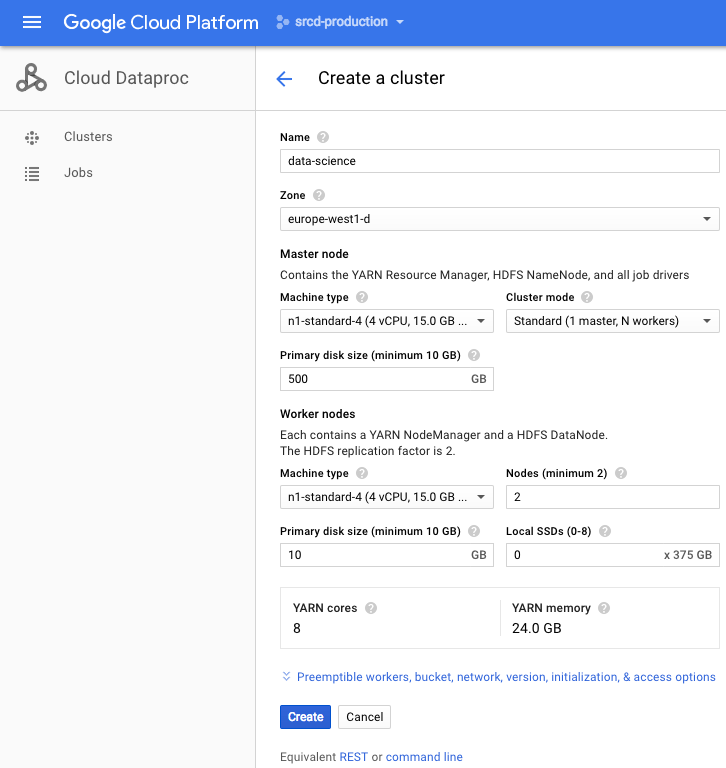 Google Cloud Platform srcd-production
Cloud Dataproc
Create a cluster
Clusters
Jobs
Name ?
data-science
Zone ?
europe-west1-d
Master node
Contains the YARN Resource Manager, HDFS NameNode, and all job drivers
Machine type ? Cluster mode ?
n1-standard-4 (4 vCPU, 15.0 GB ... Standard (1 master, N workers)
Primary disk size (minimum 10 GB) ?
500 GB
Worker nodes
Each contains a YARN NodeManager and a HDFS DataNode.
The HDFS replication factor is 2.
Machine type ? Nodes (minimum 2) ?
n1-standard-4 (4 vCPU, 15.0 GB ... 2
Primary disk size (minimum 10 GB) ? Local SSDs (0-8) ?
10 GB 0 x 375 GB
YARN cores ? YARN memory ?
8 24.0 GB
Preemptible workers, bucket, network, version, initialization, & access options
Create Cancel
Equivalent REST or command line